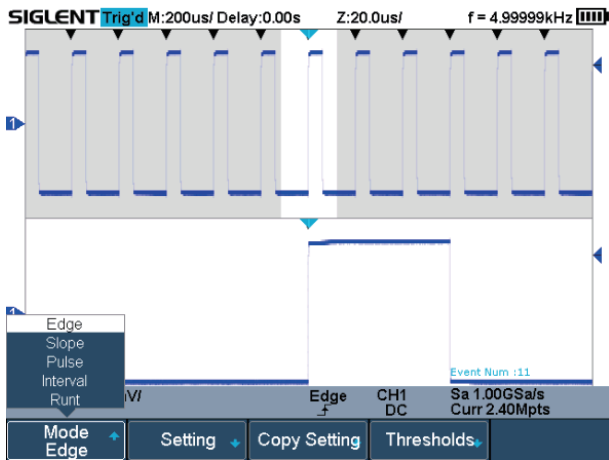 SIGLENT Trig'd M:200us/ Delay:0.00s Z:20.0us/ f = 4.99999kHz
1
1
Edge
Slope
Pulse
Interval
Runt
Event Num :11
V/ Edge CH1 Sa 1.00GSa/s
DC Curr 2.40Mpts
Mode Setting Copy Setting Thresholds
Edge